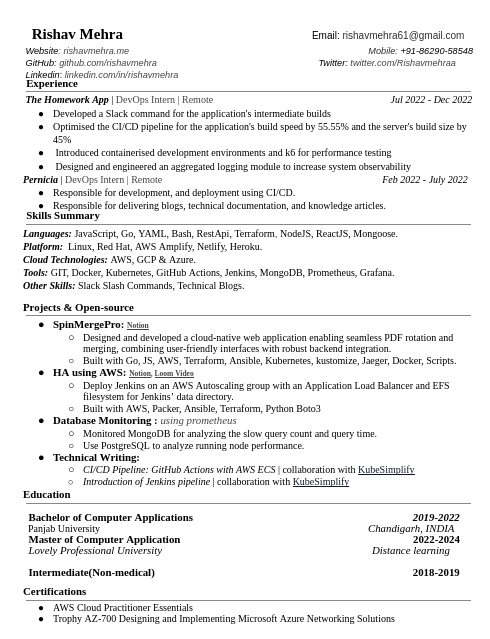 Rishav Mehra Email: rishavmehra61@gmail.com
Website: rishavmehra.me Mobile: +91-86290-58548
GitHub: github.com/rishavmehra Twitter: twitter.com/Rishavmehraa
Linkedin: linkedin.com/in/rishavmehra
Experience
The Homework App | DevOps Intern | Remote Jul 2022 - Dec 2022
● Developed a Slack command for the application's intermediate builds
● Optimised the CI/CD pipeline for the application's build speed by 55.55% and the server's build size by
45%
● Introduced containerised development environments and k6 for performance testing
● Designed and engineered an aggregated logging module to increase system observability
Pernicia | DevOps Intern | Remote Feb 2022 - July 2022
● Responsible for development, and deployment using CI/CD.
● Responsible for delivering blogs, technical documentation, and knowledge articles.
Skills Summary
Languages: JavaScript, Go, YAML, Bash, RestApi, Terraform, NodeJS, ReactJS, Mongoose.
Platform: Linux, Red Hat, AWS Amplify, Netlify, Heroku.
Cloud Technologies: AWS, GCP & Azure.
Tools: GIT, Docker, Kubernetes, GitHub Actions, Jenkins, MongoDB, Prometheus, Grafana.
Other Skills: Slack Slash Commands, Technical Blogs.
Projects & Open-source
● SpinMergePro: Notion
○ Designed and developed a cloud-native web application enabling seamless PDF rotation and
merging, combining user-friendly interfaces with robust backend integration.
○ Built with Go, JS, AWS, Terraform, Ansible, Kubernetes, kustomize, Jaeger, Docker, Scripts.
● HA using AWS: Notion, Loom Video
○ Deploy Jenkins on an AWS Autoscaling group with an Application Load Balancer and EFS
filesystem for Jenkins' data directory.
○ Built with AWS, Packer, Ansible, Terraform, Python Boto3
● Database Monitoring : using prometheus
○ Monitored MongoDB for analyzing the slow query count and query time.
○ Use PostgreSQL to analyze running node performance.
● Technical Writing:
○ CI/CD Pipeline: GitHub Actions with AWS ECS | collaboration with KubeSimplify
○ Introduction of Jenkins pipeline | collaboration with KubeSimplify
Education
Bachelor of Computer Applications 2019-2022
Panjab University Chandigarh, INDIA
Master of Computer Application 2022-2024
Lovely Professional University Distance learning
Intermediate(Non-medical) 2018-2019
Certifications
● AWS Cloud Practitioner Essentials
● Trophy AZ-700 Designing and Implementing Microsoft Azure Networking Solutions